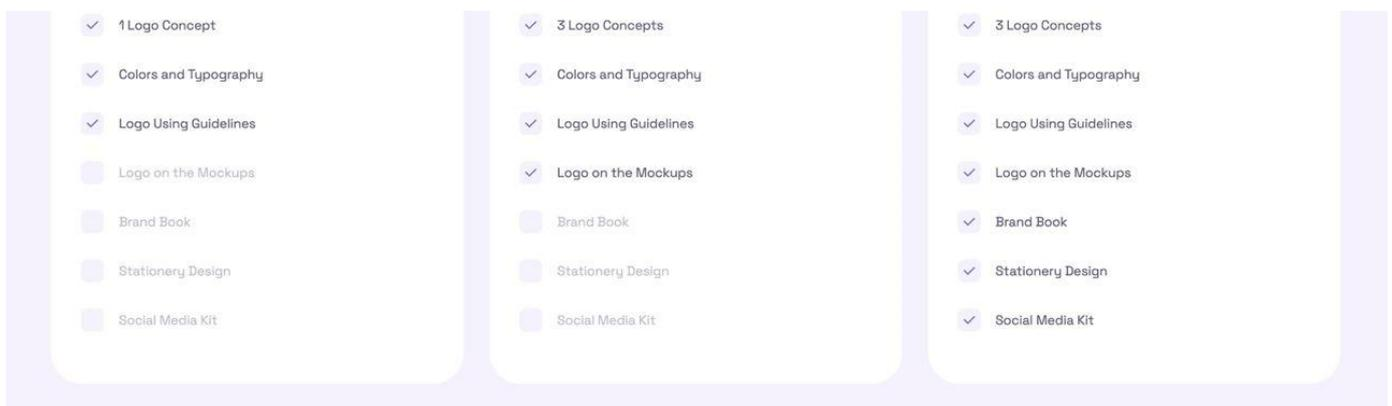 1 Logo Concept
Colors and Typography
Logo Using Guidelines
Logo on the Mockups
Brand Book
Stationery Design
Social Media Kit
3 Logo Concepts
Colors and Typography
Logo Using Guidelines
Logo on the Mockups
Brand Book
Stationery Design
Social Media Kit
3 Logo Concepts
Colors and Typography
Logo Using Guidelines
Logo on the Mockups
Brand Book
Stationery Design
Social Media Kit